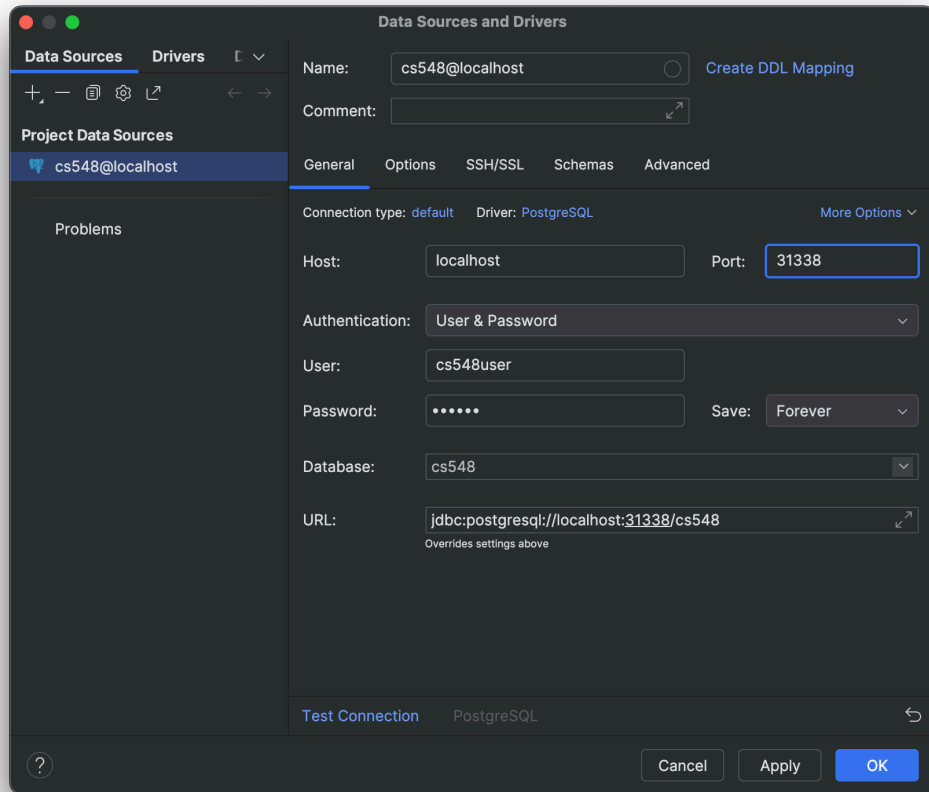 Data Sources and Drivers
Data Sources Drivers
Project Data Sources
cs548@localhost
Problems
Name: cs548@localhost Create DDL Mapping
Comment:
General Options SSH/SSL Schemas Advanced
Connection type: default Driver: PostgreSQL More Options
Host: localhost Port: 31338
Authentication: User & Password
User: cs548user
Password: •••••• Save: Forever
Database: cs548
URL: jdbc:postgresql://localhost:31338/cs548
Overrides settings above
Test Connection PostgreSQL
? Cancel Apply OK